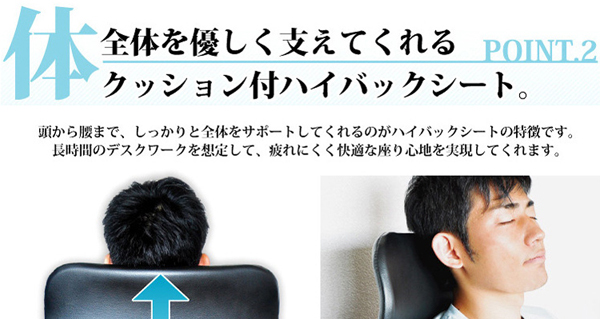 体全体を優しく支えてくれる
POINT.2
クッション付ハイバックシート。
頭から腰まで、しっかりと全体をサポートしてくれるのがハイバックシートの特徴です。
長時間のデスクワークを想定して、疲れにくく快適な座り心地を実現してくれます。